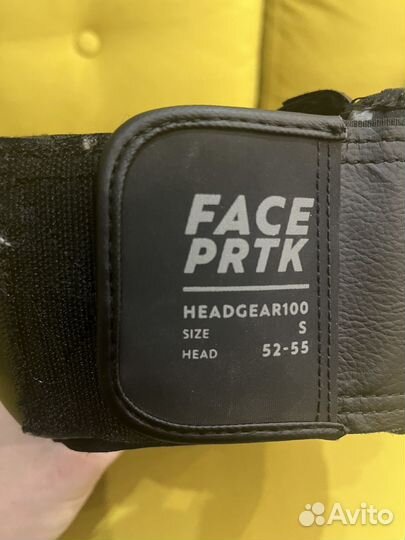 FACE
PRTK
HEADGEAR100
SIZE S
HEAD 52-55
Avito